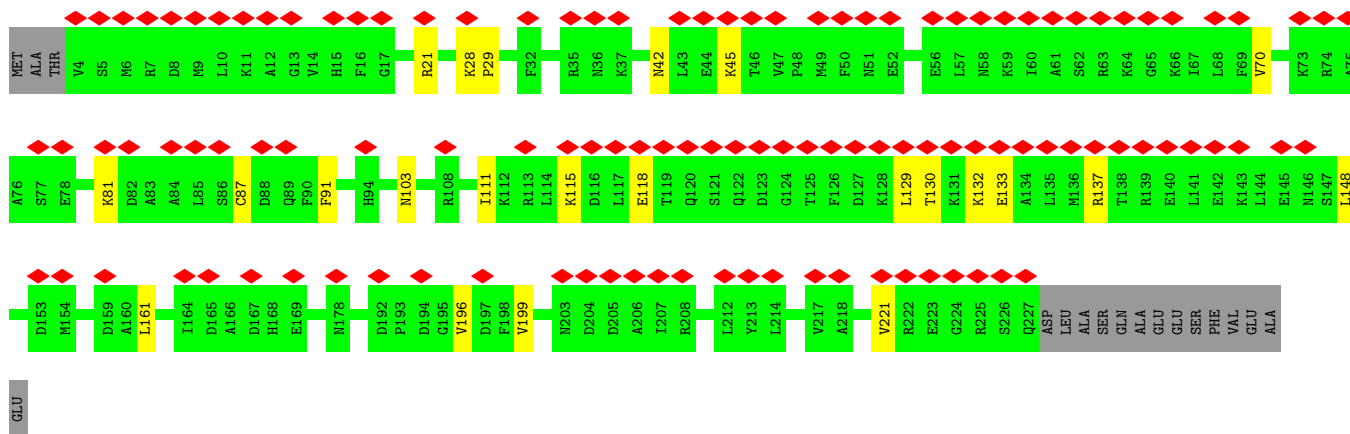 MET ALA THR V4 S5 M6 R7 D8 M9 L10 K11 A12 G13 V14 H15 F16 G17 R21 K28 P29 F32 R35 N36 K37 N42 L43 E44 K45 T46 V47 P48 M49 F50 N51 E52 E56 L57 N58 K59 I60 A61 S62 R63 K64 G65 K66 I67 L68 F69 V70 K73 R74 A75
A76 S77 E78 K81 D82 A83 A84 L85 S86 C87 D88 Q89 F90 F91 H94 N103 R108 I111 K112 R113 L114 K115 D116 L117 E118 T119 Q120 S121 Q122 D123 G124 T125 F126 D127 K128 L129 T130 K131 K132 E133 A134 L135 M136 R137 T138 R139 E140 L141 E142 K143 L144 E145 N146 S147 L148
D153 M154 D159 A160 L161 I164 D165 A166 D167 H168 E169 N178 D192 P193 D194 G195 V196 D197 F198 V199 N203 D204 D205 A206 I207 R208 L212 Y213 L214 V217 A218 V221 R222 E223 G224 R225 S226 Q227 ASP LEU ALA SER GLN ALA GLU GLU SER PHE VAL GLU ALA
GLU